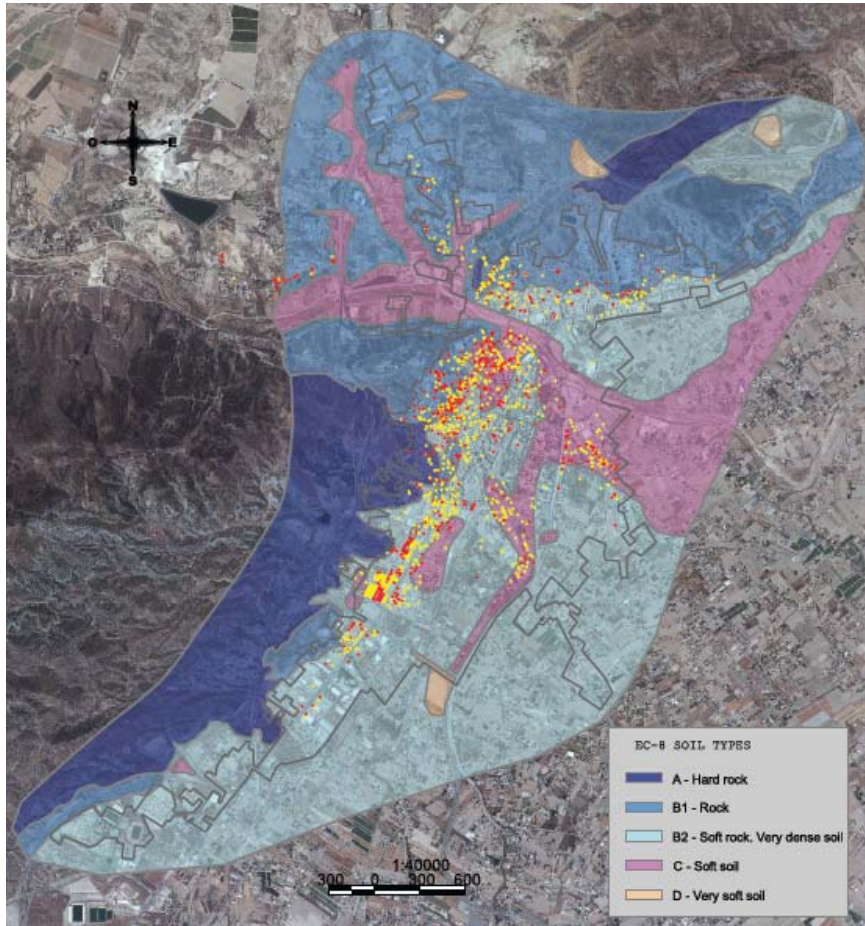 N
O E
S
EC-8 SOIL TYPES
A - Hard rock
B1 - Rock
B2 - Soft rock. Very dense soil
C - Soft soil
D - Very soft soil
1:40000
300 0 300 600